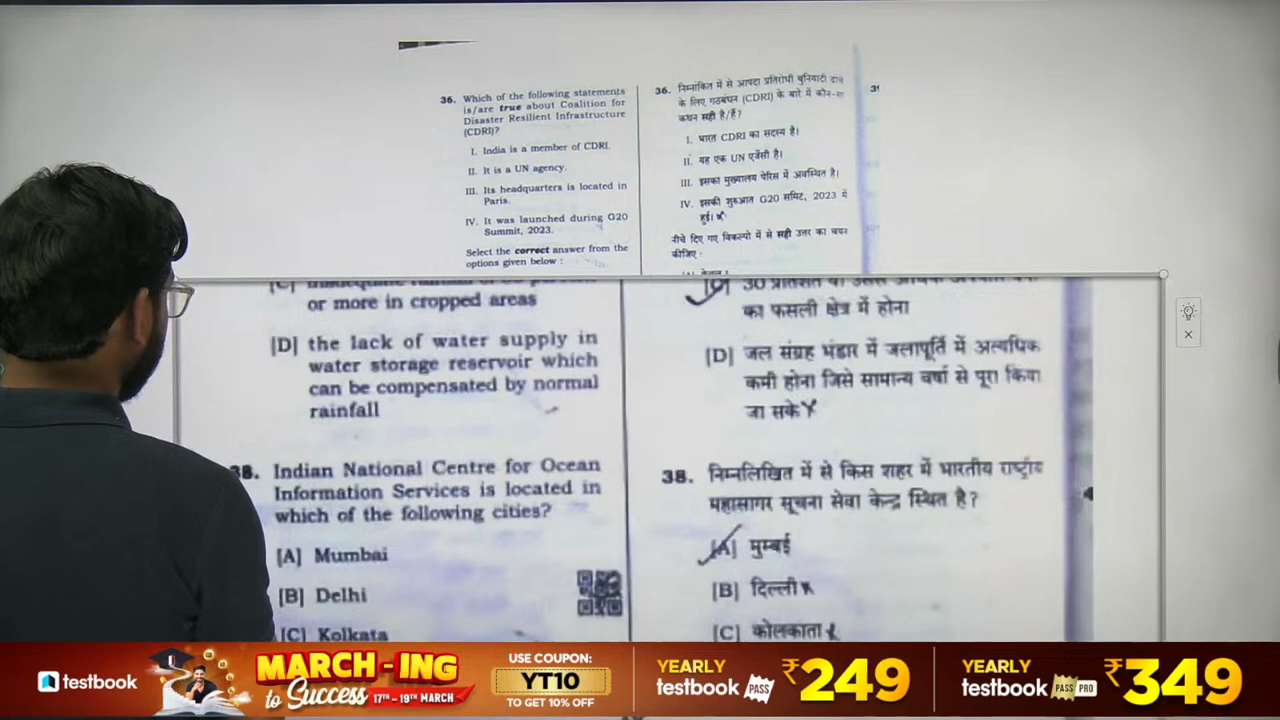 36. Which of the following statements
is/are true about Coalition for
Disaster Resilient Infrastructure
(CDRI)?
I. India is a member of CDRI.
II. It is a UN agency.
III. Its headquarters is located in
Paris.
IV. It was launched during G20
Summit, 2023.
Select the correct answer from the
options given below :
36. निम्नांकित में से आपदा प्रतिरोधी बुनियादी
के लिए गठबंधन (CDRI) के बारे में
कथन सही है/हैं?
I. भारत CDRI का सदस्य है।
II. यह एक UN एजेंसी है।
III. इसका मुख्यालय पेरिस में अवस्थित है।
IV. इसकी शुरुआत G20 समिट, 2023 में
हुई।
नीचे दिए गए विकल्पों में से सही उत्तर का चयन
कीजिए :
or more in cropped areas
[D] the lack of water supply in
water storage reservoir which
can be compensated by normal
rainfall
38. Indian National Centre for Ocean
Information Services is located in
which of the following cities?
[A] Mumbai
[B] Delhi
[C] Kolkata
का फसली क्षेत्र में होना
[D] जल संग्रह भंडार में जलापूर्ति में अत्यधिक
कमी होना जिसे सामान्य वर्षा से पूरा किया
जा सके
38. निम्नलिखित में से किस शहर में भारतीय राष्ट्रीय
महासागर सूचना सेवा केन्द्र स्थित है?
[A] मुम्बई
[B] दिल्ली
[C] कोलकाता
testbook
MARCH-ING
to Success
17TH - 19TH MARCH
USE COUPON:
YT10
TO GET 10% OFF
YEARLY
testbook PASS
₹249
YEARLY
testbook PASS PRO
₹349